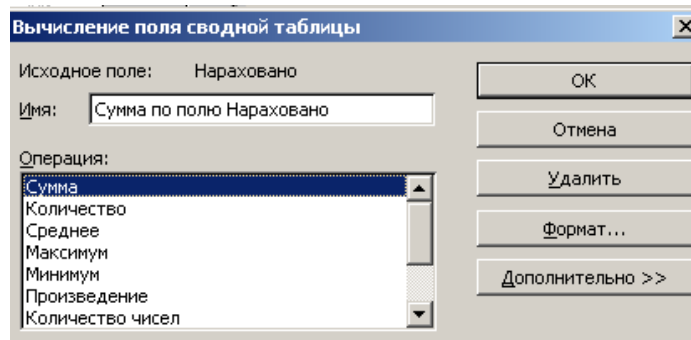 Вычисление поля сводной таблицы
Исходное поле: Нараховано
Имя: Сумма по полю Нараховано
Операция:
Сумма
Количество
Среднее
Максимум
Минимум
Произведение
Количество чисел
ОК
Отмена
Удалить
Формат...
Дополнительно >>